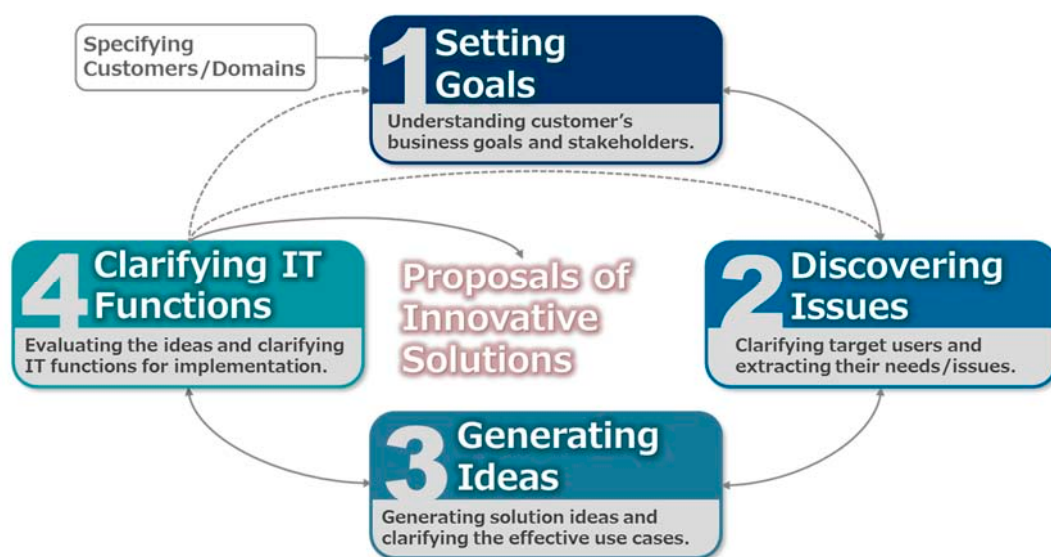 Specifying
Customers/Domains
1 Setting
Goals
Understanding customer's
business goals and stakeholders.
2 Discovering
Issues
Clarifying target users and
extracting their needs/issues.
3 Generating
Ideas
Generating solution ideas and
clarifying the effective use cases.
4 Clarifying IT
Functions
Evaluating the ideas and clarifying
IT functions for implementation.
Proposals of
Innovative
Solutions